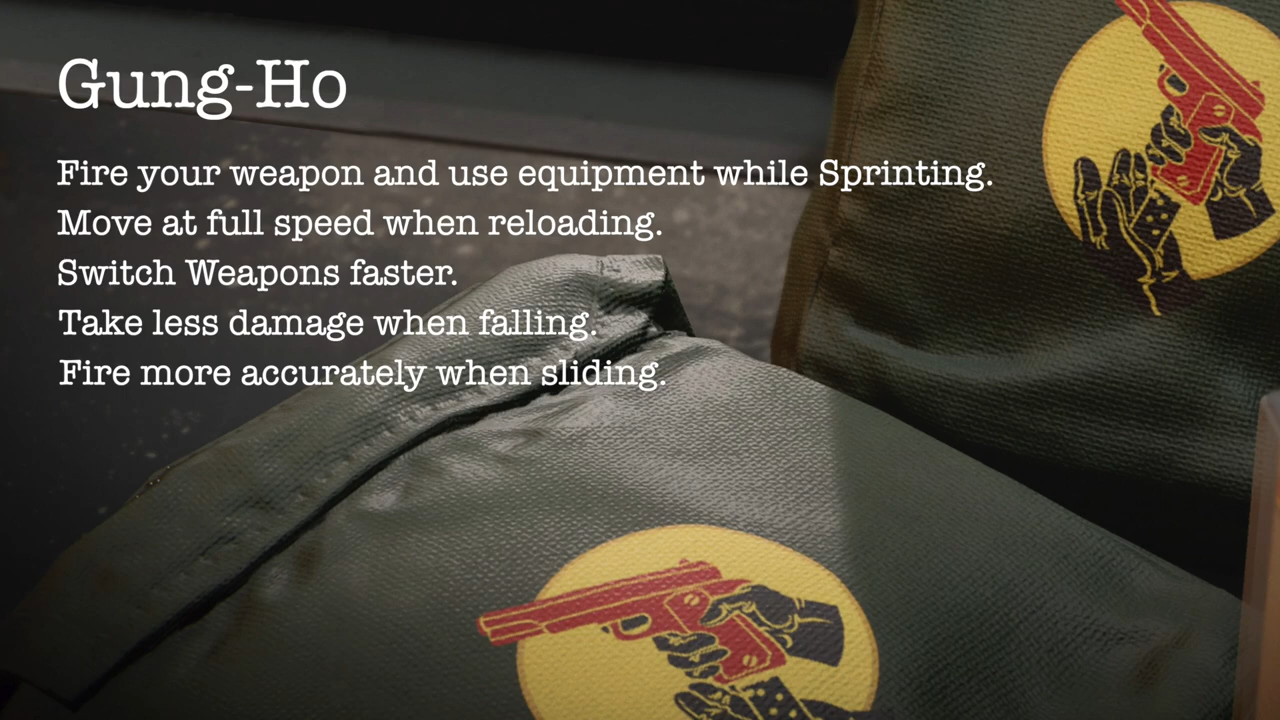 Gung-Ho
Fire your weapon and use equipment while Sprinting.
Move at full speed when reloading.
Switch Weapons faster.
Take less damage when falling.
Fire more accurately when sliding.